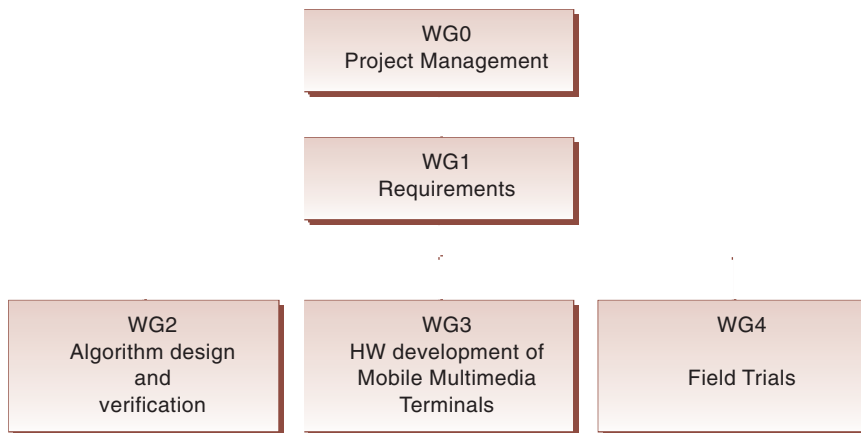 WG0
Project Management
WG1
Requirements
WG2
Algorithm design
and
verification
WG3
HW development of
Mobile Multimedia
Terminals
WG4
Field Trials